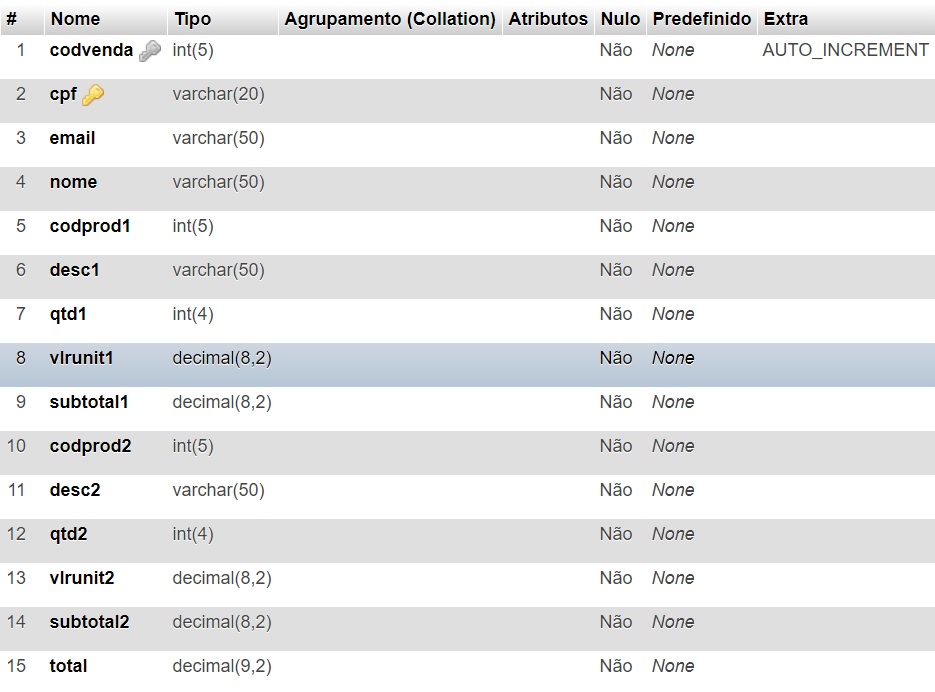 # Nome Tipo Agrupamento (Collation) Atributos Nulo Predefinido Extra
1 codvenda int(5) Não None AUTO_INCREMENT
2 cpf varchar(20) Não None
3 email varchar(50) Não None
4 nome varchar(50) Não None
5 codprod1 int(5) Não None
6 desc1 varchar(50) Não None
7 qtd1 int(4) Não None
8 vlrunit1 decimal(8,2) Não None
9 subtotal1 decimal(8,2) Não None
10 codprod2 int(5) Não None
11 desc2 varchar(50) Não None
12 qtd2 int(4) Não None
13 vlrunit2 decimal(8,2) Não None
14 subtotal2 decimal(8,2) Não None
15 total decimal(9,2) Não None